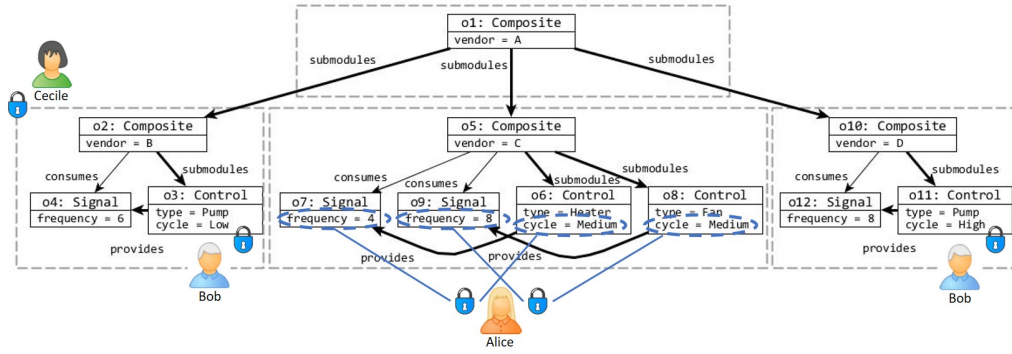 o1: Composite
vendor = A
submodules
submodules
submodules
Cecile
o2: Composite
vendor = B
o5: Composite
vendor = C
o10: Composite
vendor = D
consumes
submodules
consumes
consumes
submodules
submodules
consumes
submodules
o4: Signal
frequency = 6
o3: Control
type = Pump
cycle = Low
o7: Signal
frequency = 4
o9: Signal
frequency = 8
o6: Control
type = Heater
cycle = Medium
o8: Control
type = Fan
cycle = Medium
o12: Signal
frequency = 8
o11: Control
type = Pump
cycle = High
provides
provides
provides
provides
Bob
Alice
Bob